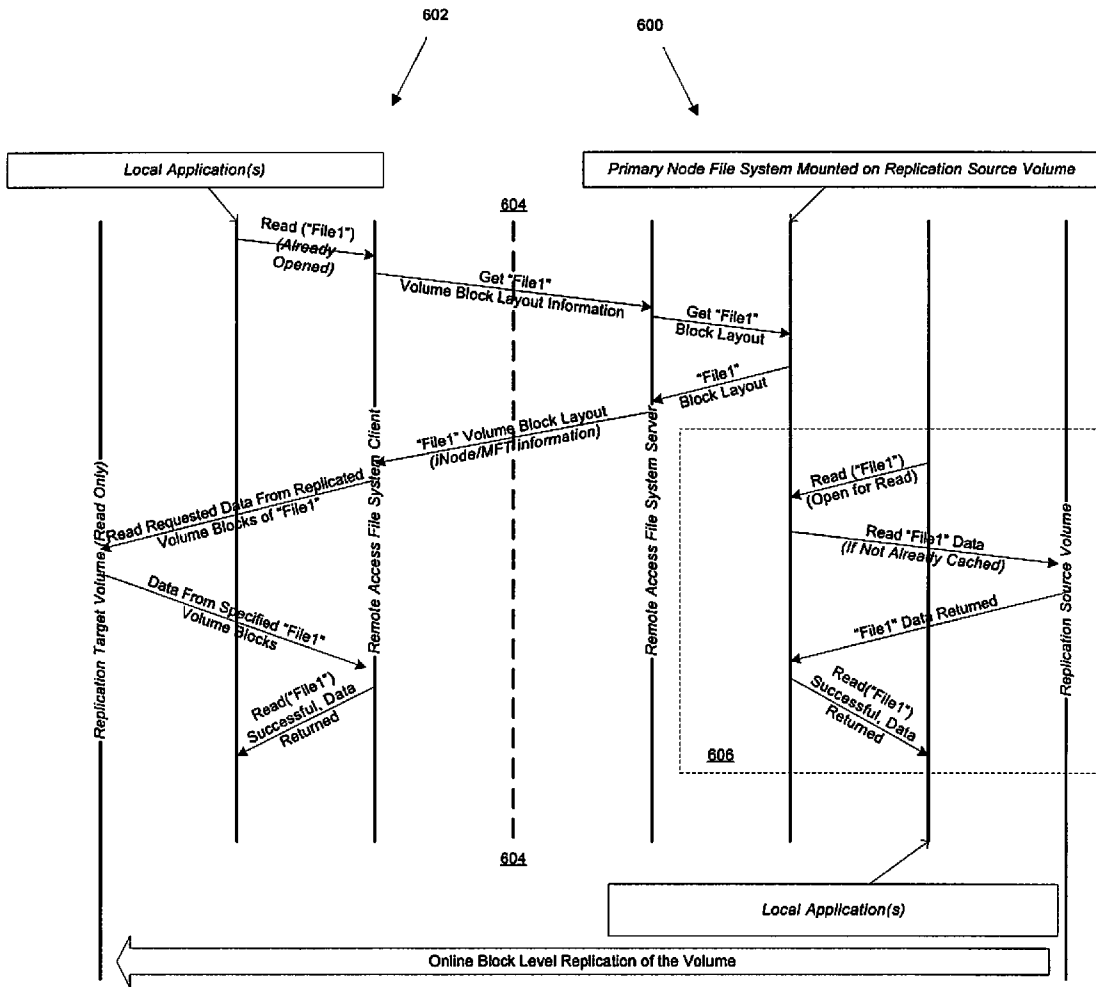 602
600
Local Application(s)
Primary Node File System Mounted on Replication Source Volume
604
Read ("File1")
(Already
Opened)
Get "File1"
Volume Block Layout Information
Get "File1"
Block Layout
"File1"
Block Layout
"File1" Volume Block Layout
(iNode/MFT information)
Read Requested Data From Replicated
Volume Blocks of "File1"
Data From Specified "File1"
Volume Blocks
Read("File1")
Successful, Data
Returned
Replication Target Volume (Read Only)
Remote Access File System Client
Remote Access File System Server
Replication Source Volume
Read ("File1")
(Open for Read)
Read "File1" Data
(If Not Already Cached)
"File1" Data Returned
Read("File1")
Successful, Data
Returned
606
604
Local Application(s)
Online Block Level Replication of the Volume